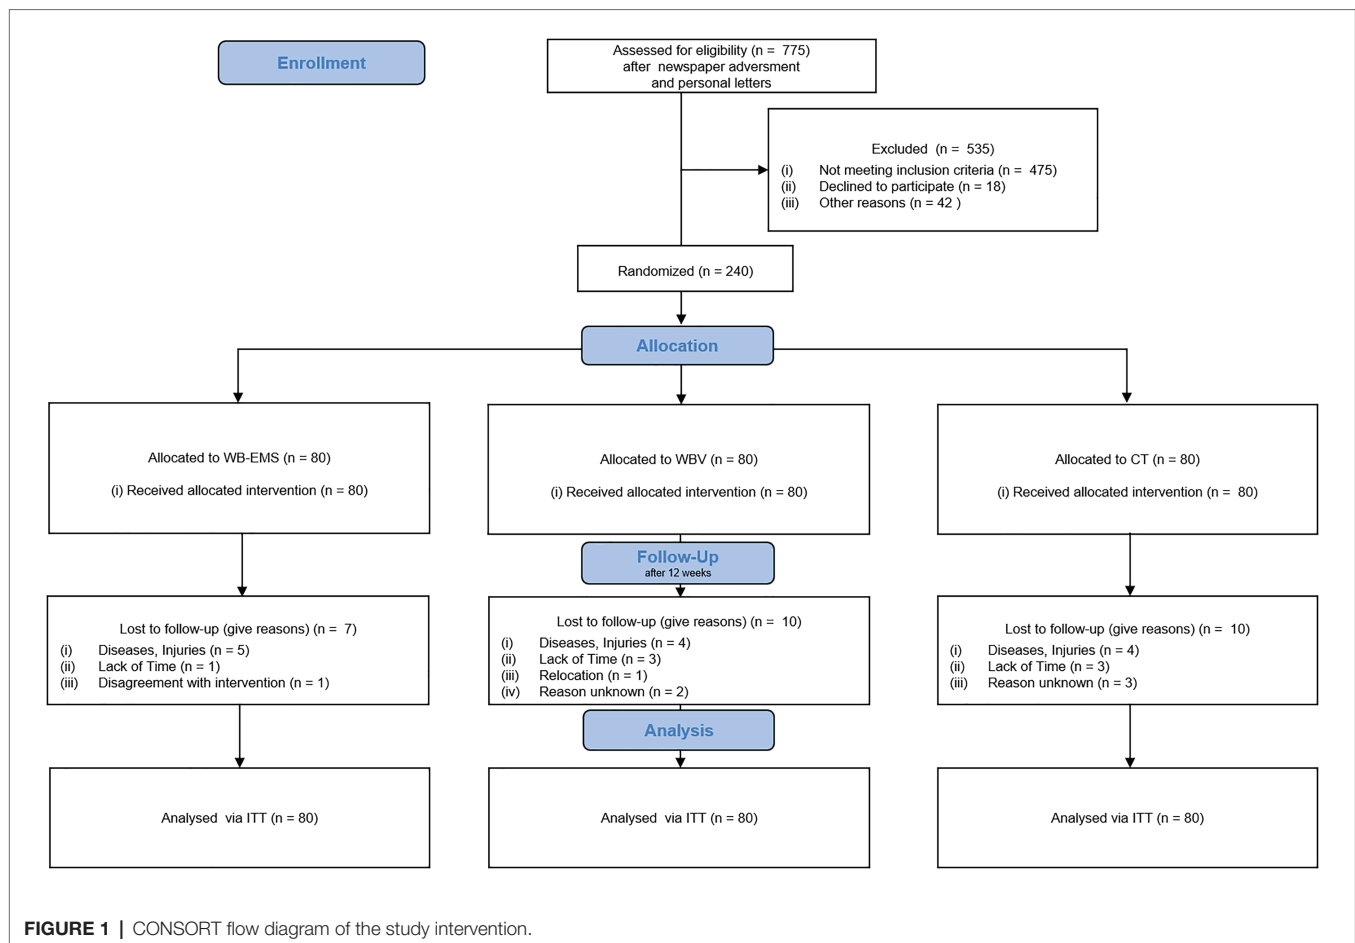 Enrollment
Assessed for eligibility (n = 775)
after newspaper adversment
and personal letters
Excluded (n = 535)
(i) Not meeting inclusion criteria (n = 475)
(ii) Declined to participate (n = 18)
(iii) Other reasons (n = 42 )
Randomized (n = 240)
Allocation
Allocated to WB-EMS (n = 80)
(i) Received allocated intervention (n = 80)
Allocated to WBV (n = 80)
(i) Received allocated intervention (n = 80)
Allocated to CT (n = 80)
(i) Received allocated intervention (n = 80)
Follow-Up
after 12 weeks
Lost to follow-up (give reasons) (n = 7)
(i) Diseases, Injuries (n = 5)
(ii) Lack of Time (n = 1)
(iii) Disagreement with intervention (n = 1)
Lost to follow-up (give reasons) (n = 10)
(i) Diseases, Injuries (n = 4)
(ii) Lack of Time (n = 3)
(iii) Relocation (n = 1)
(iv) Reason unknown (n = 2)
Lost to follow-up (give reasons) (n = 10)
(i) Diseases, Injuries (n = 4)
(ii) Lack of Time (n = 3)
(iii) Reason unknown (n = 3)
Analysis
Analysed via ITT (n = 80)
Analysed via ITT (n = 80)
Analysed via ITT (n = 80)
FIGURE 1 | CONSORT flow diagram of the study intervention.